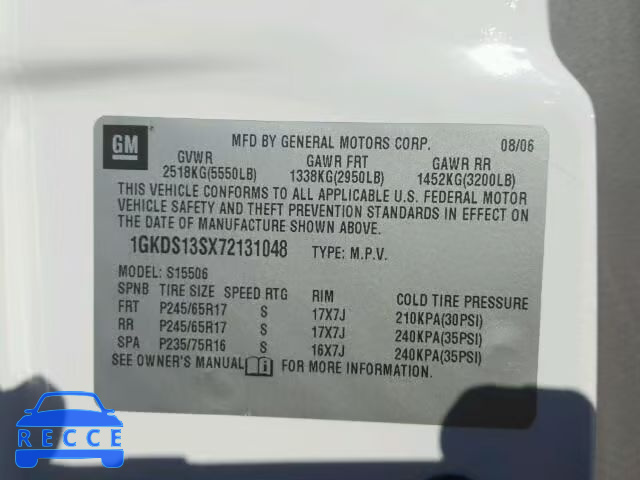 GM
MFD BY GENERAL MOTORS CORP. 08/06
GVWR GAWR FRT GAWR RR
2518KG(5550LB) 1338KG(2950LB) 1452KG(3200LB)
THIS VEHICLE CONFORMS TO ALL APPLICABLE U.S. FEDERAL MOTOR
VEHICLE SAFETY AND THEFT PREVENTION STANDARDS IN EFFECT ON
THE DATE OF MANUFACTURE SHOWN ABOVE.
1GKDS13SX72131048 TYPE: M.P.V.
MODEL: S15506
SPNB TIRE SIZE SPEED RTG RIM COLD TIRE PRESSURE
FRT P245/65R17 S 17X7J 210KPA(30PSI)
RR P245/65R17 S 17X7J 240KPA(35PSI)
SPA P235/75R16 S 16X7J 240KPA(35PSI)
SEE OWNER'S MANUAL FOR MORE INFORMATION.
RECCE